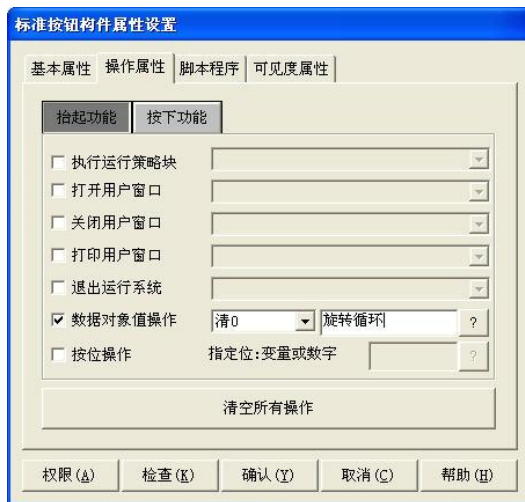 标准按钮构件属性设置
基本属性 操作属性 脚本程序 可见度属性
抬起功能 按下功能
执行运行策略块
打开用户窗口
关闭用户窗口
打印用户窗口
退出运行系统
数据对象值操作 清0 旋转循环 ?
按位操作 指定位:变量或数字 ?
清空所有操作
权限(A) 检查(K) 确认(Y) 取消(C) 帮助(H)